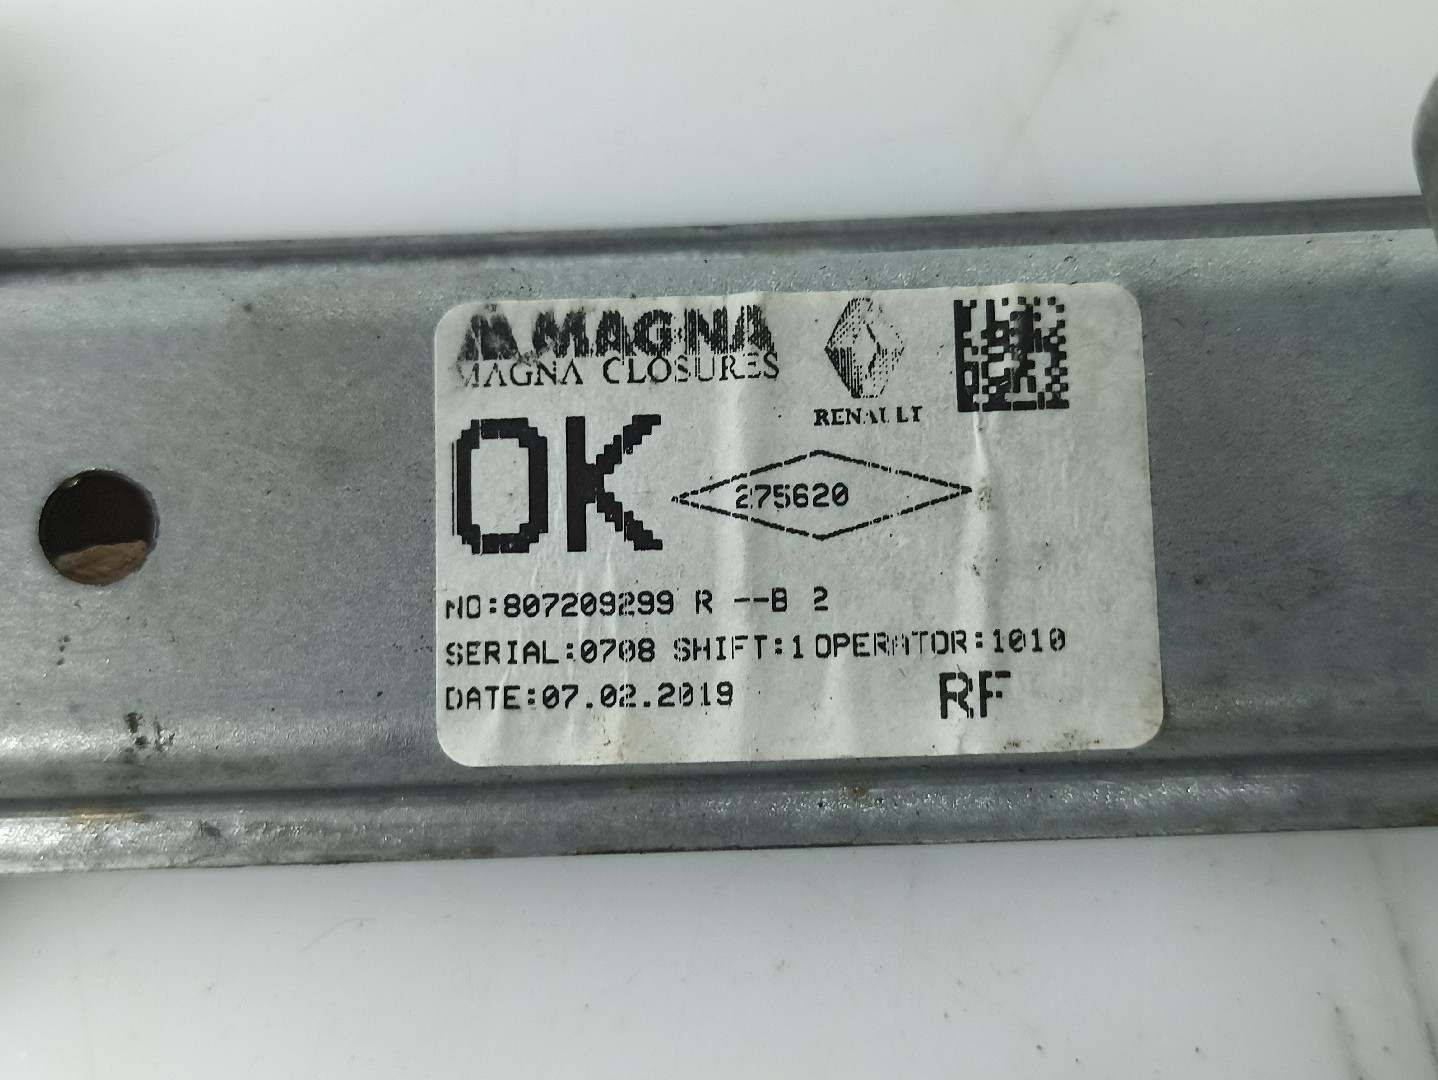 MAGNA
MAGNA CLOSURES
RENAULT
OK
275620
NO:807209299 R --B 2
SERIAL:0708 SHIFT:1 OPERATOR:1010
DATE:07.02.2019
RF